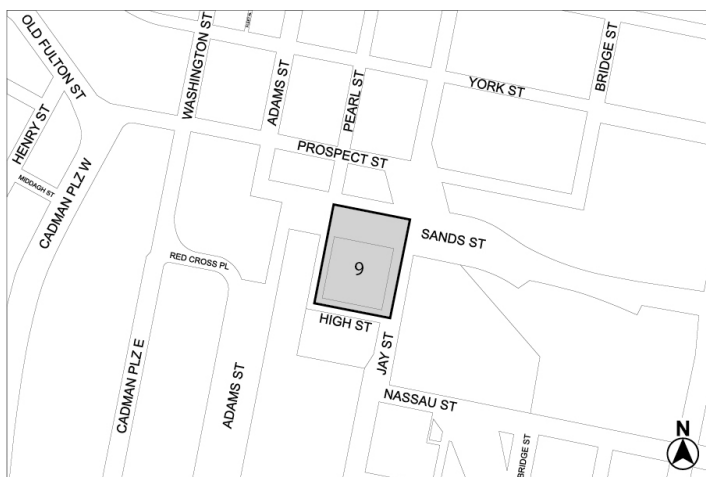 OLD FULTON ST
WASHINGTON ST
ADAMS ST
PEARL ST
YORK ST
BRIDGE ST
HENRY ST
MIDDAGH ST
CADMAN PLZ W
PROSPECT ST
SANDS ST
RED CROSS PL
9
HIGH ST
JAY ST
CADMAN PLZ E
ADAMS ST
NASSAU ST
BRIDGE ST
N